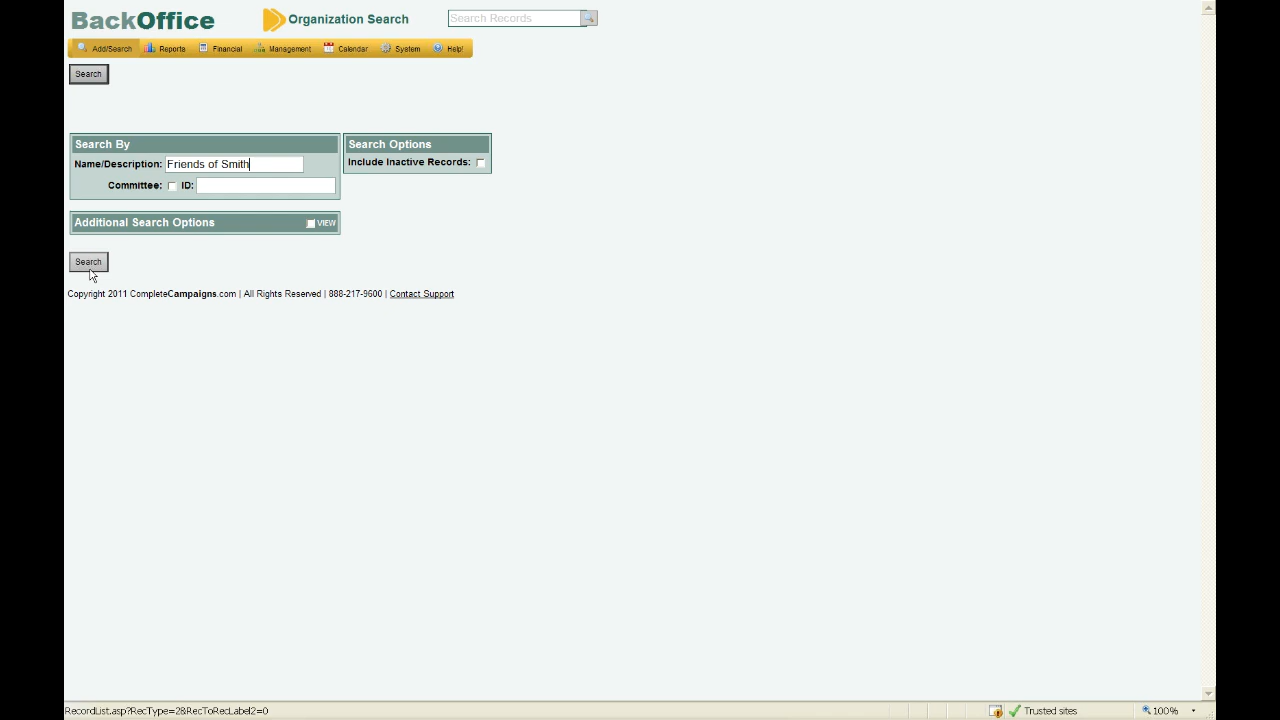 BackOffice
Organization Search
Search Records
Add/Search Reports Financial Management Calendar System Help!
Search
Search By
Name/Description: Friends of Smith
Committee: ID:
Search Options
Include Inactive Records:
Additional Search Options VIEW
Search
Copyright 2011 CompleteCampaigns.com | All Rights Reserved | 888-217-9600 | Contact Support
RecordList.asp?RecType=2&RecToRecLabel2=0 Trusted sites 100%